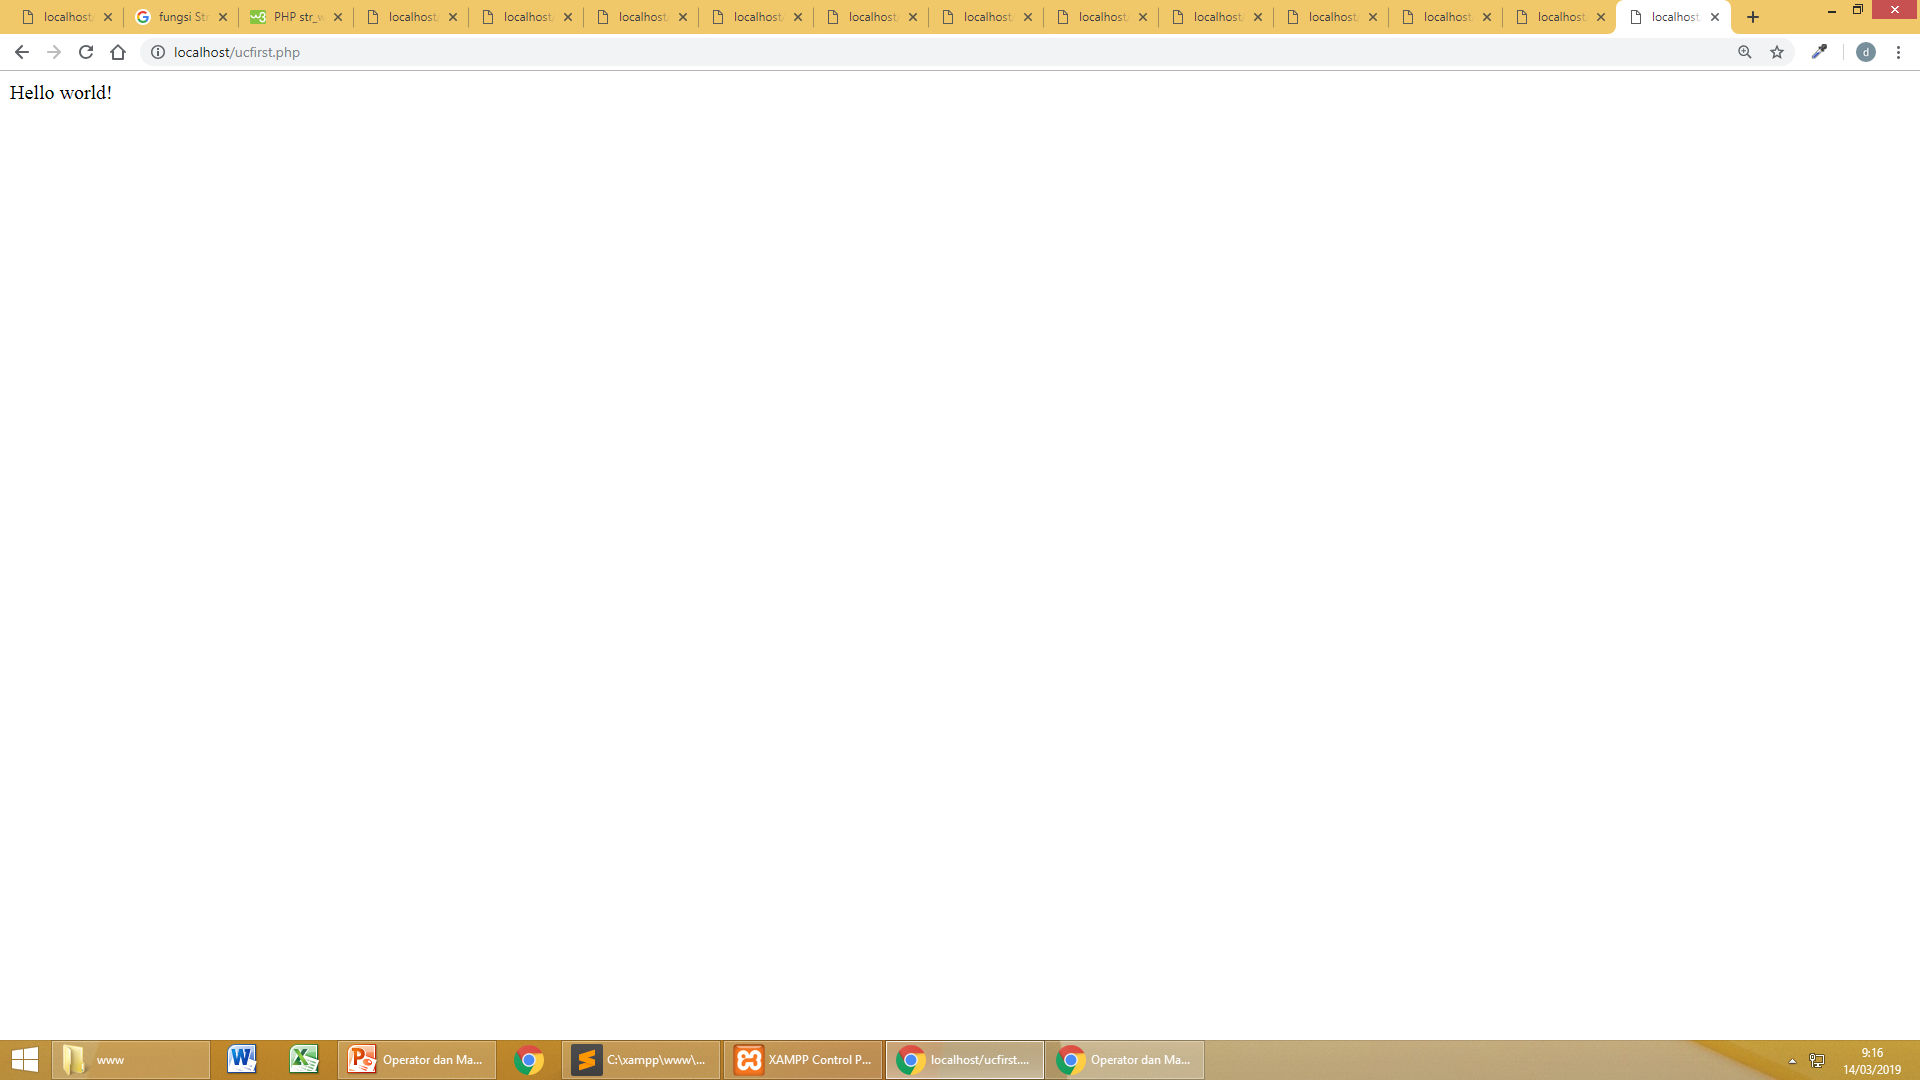 localhost/
fungsi Str
PHP str_w
localhost/
localhost/
localhost/
localhost/
localhost/
localhost/
localhost/
localhost/
localhost/
localhost/
localhost/
localhost/
localhost/ucfirst.php
d
Hello world!
www
Operator dan Ma...
C:\xampp\www\...
XAMPP Control P...
localhost/ucfirst....
Operator dan Ma...
9:16
14/03/2019